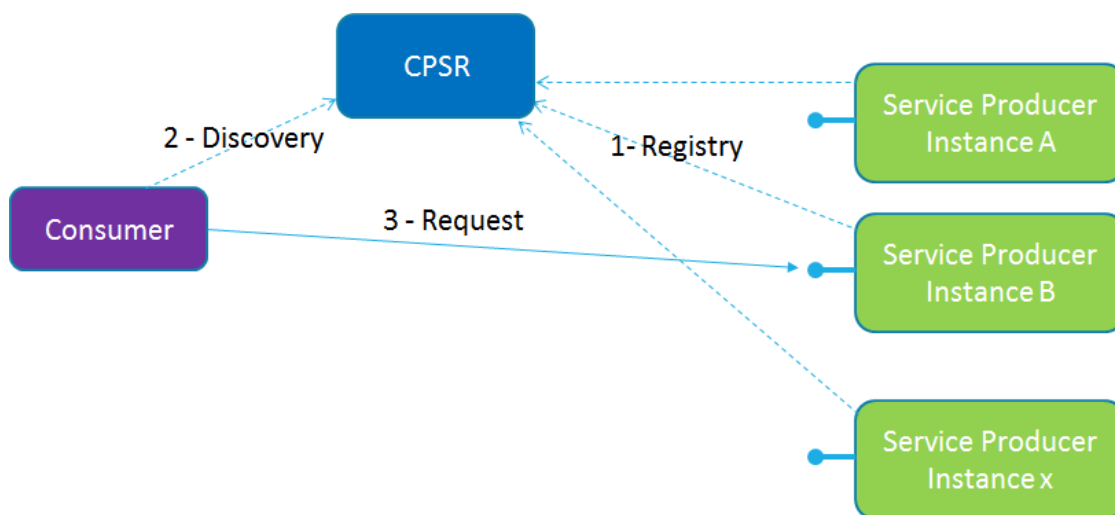 CPSR
Service Producer
Instance A
2 - Discovery
1- Registry
Consumer
3 - Request
Service Producer
Instance B
Service Producer
Instance x